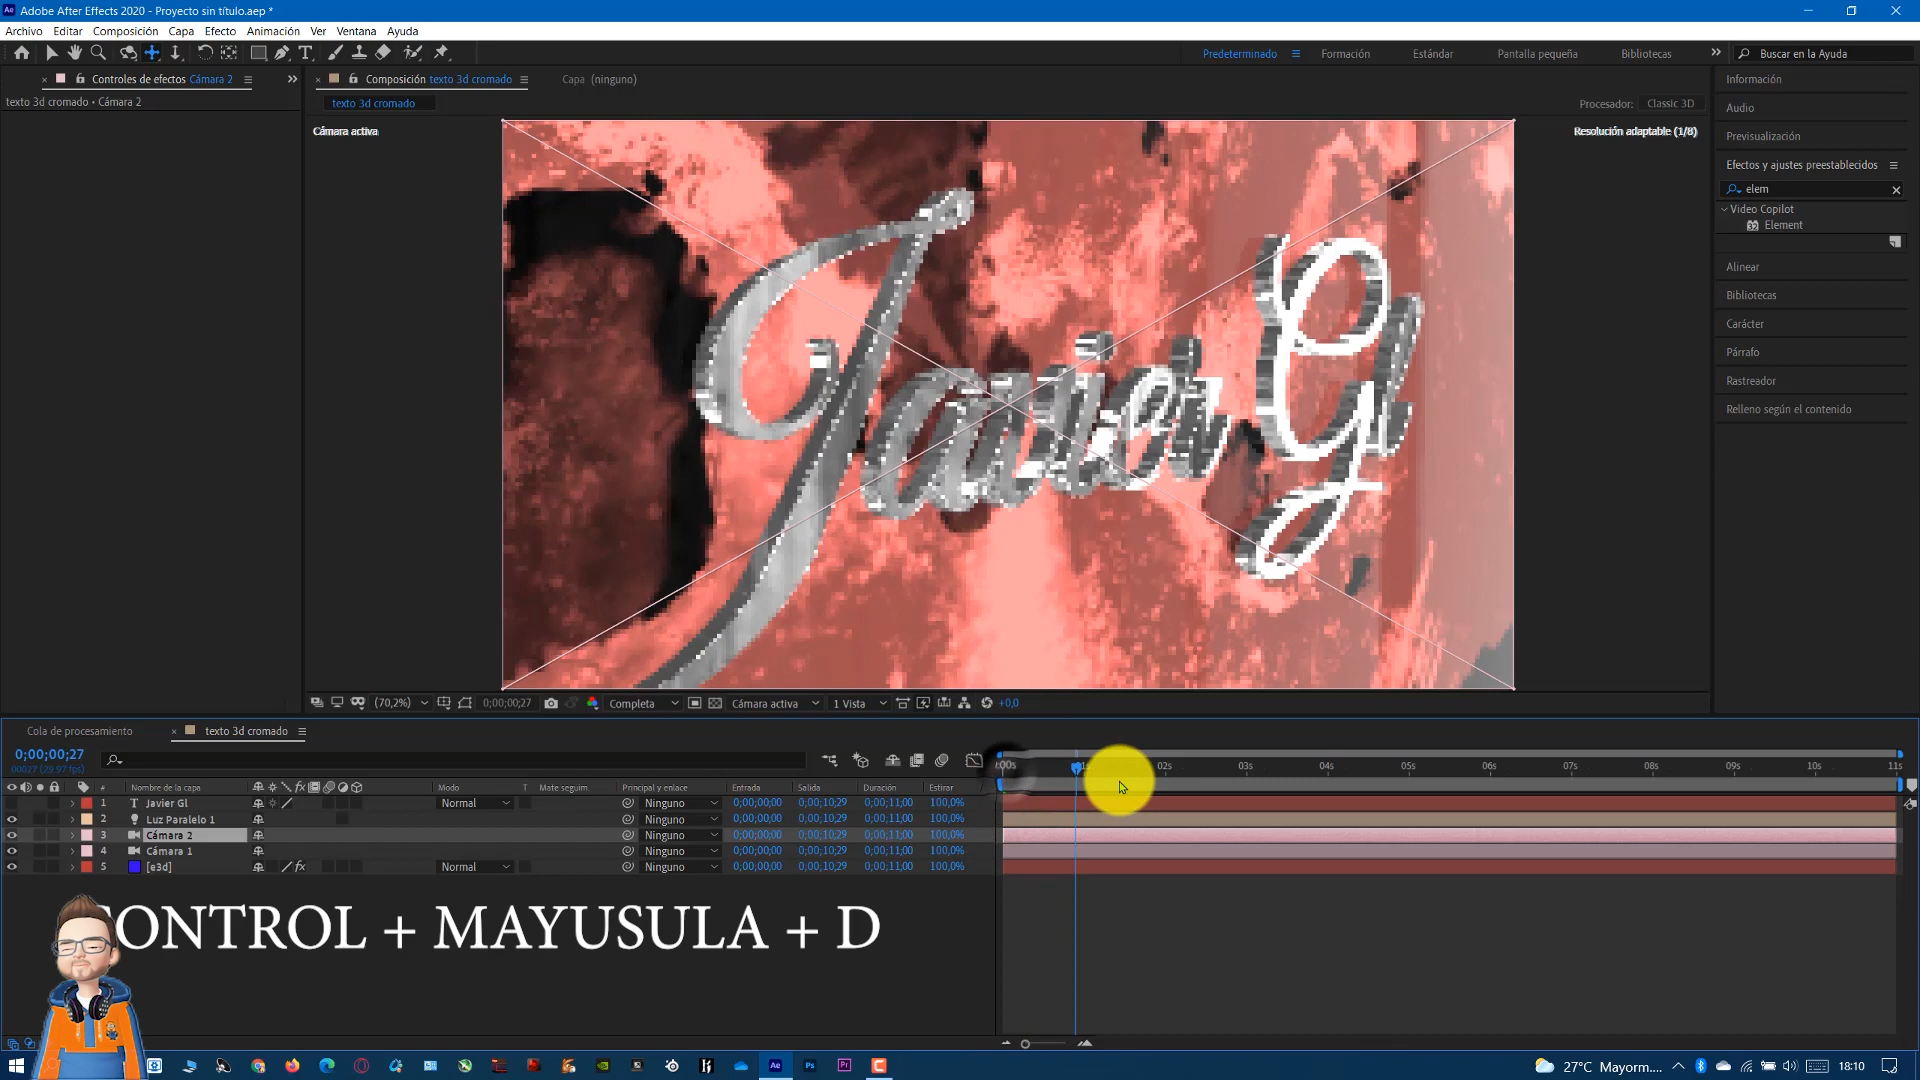 Adobe After Effects 2020 - Proyecto sin título.aep *
Archivo Editar Composición Capa Efecto Animación Ver Ventana Ayuda
Predeterminado Formación Estándar Pantalla pequeña Bibliotecas Buscar en la Ayuda
Controles de efectos Cámara 2
Composición texto 3d cromado
Capa (ninguno)
Información
texto 3d cromado • Cámara 2
texto 3d cromado
Procesador: Classic 3D
Audio
Cámara activa
Resolución adaptable (1/8)
Previsualización
Efectos y ajustes preestablecidos
elem
Video Copilot
Element
Alinear
Bibliotecas
Carácter
Párrafo
Rastreador
Relleno según el contenido
Javier Gl
(70,2%) 0;00;00;27 Completa Cámara activa 1 Vista +0,0
Cola de procesamiento texto 3d cromado
0;00;00;27
00027 (29.97 fps)
02s 03s 04s 05s 06s 07s 08s 09s 10s 11s
# Nombre de la capa Modo T Mate seguim. Principal y enlace Entrada Salida Duración Estirar
1 T Javier Gl Normal Ninguno 0;00;00;00 0;00;10;29 0;00;11;00 100,0%
2 Luz Paralelo 1 Ninguno 0;00;00;00 0;00;10;29 0;00;11;00 100,0%
3 Cámara 2 Ninguno 0;00;00;00 0;00;10;29 0;00;11;00 100,0%
4 Cámara 1 Ninguno 0;00;00;00 0;00;10;29 0;00;11;00 100,0%
5 [e3d] Normal Ninguno 0;00;00;00 0;00;10;29 0;00;11;00 100,0%
CONTROL + MAYUSULA + D
Ae Ps Pr 27°C Mayorm.... 18:10